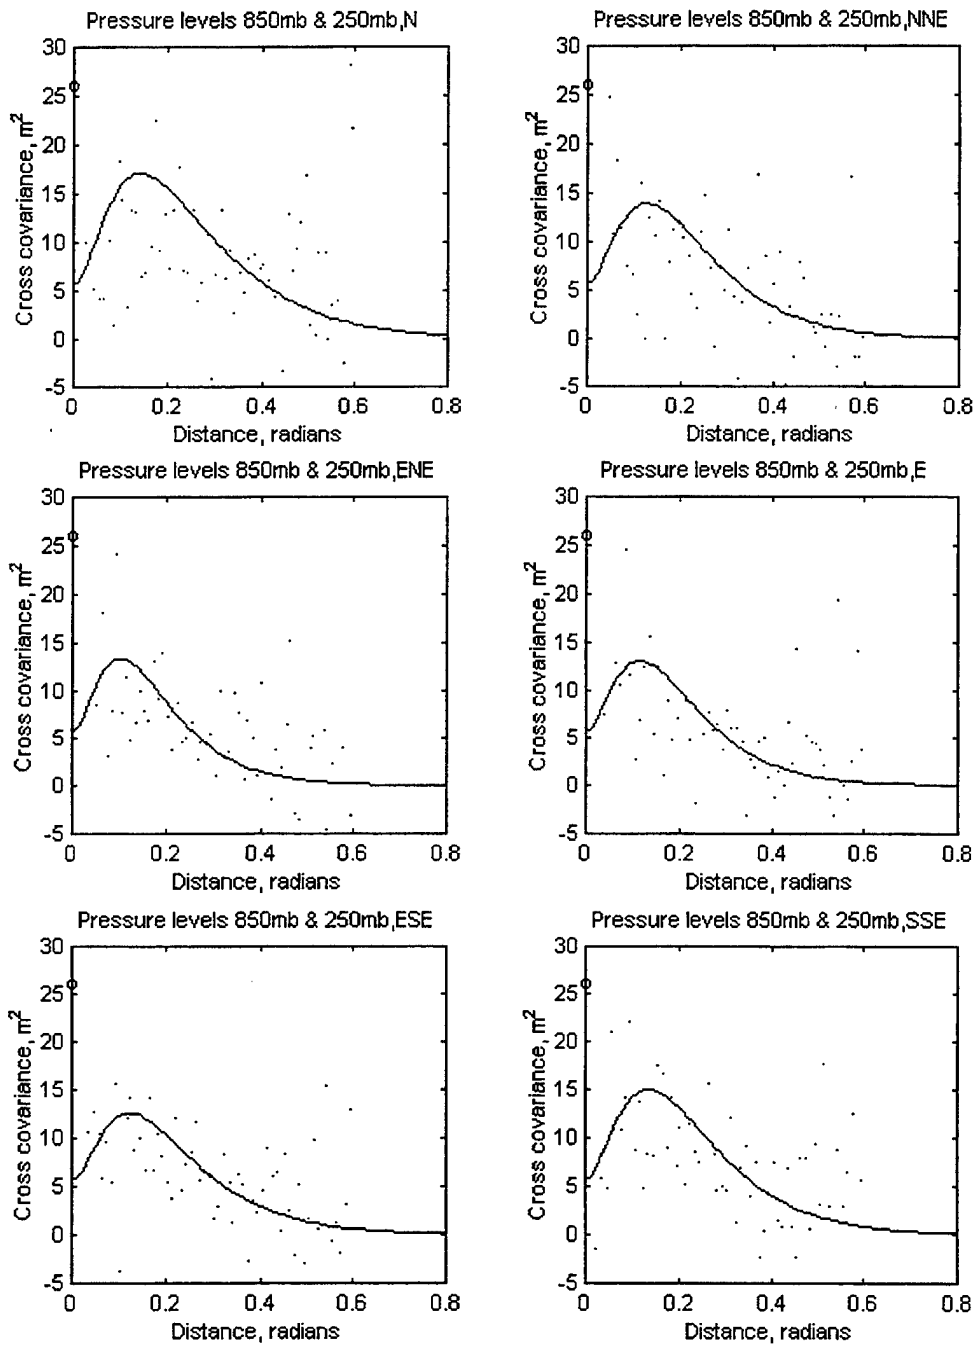 Pressure levels 850mb & 250mb,N
30
25
20
15
10
5
0
-5
Cross covariance, m²
0 0.2 0.4 0.6 0.8
Distance, radians
Pressure levels 850mb & 250mb,NNE
30
25
20
15
10
5
0
-5
Cross covariance, m²
0 0.2 0.4 0.6 0.8
Distance, radians
Pressure levels 850mb & 250mb,ENE
30
25
20
15
10
5
0
-5
Cross covariance, m²
0 0.2 0.4 0.6 0.8
Distance, radians
Pressure levels 850mb & 250mb,E
30
25
20
15
10
5
0
-5
Cross covariance, m²
0 0.2 0.4 0.6 0.8
Distance, radians
Pressure levels 850mb & 250mb,ESE
30
25
20
15
10
5
0
-5
Cross covariance, m²
0 0.2 0.4 0.6 0.8
Distance, radians
Pressure levels 850mb & 250mb,SSE
30
25
20
15
10
5
0
-5
Cross covariance, m²
0 0.2 0.4 0.6 0.8
Distance, radians